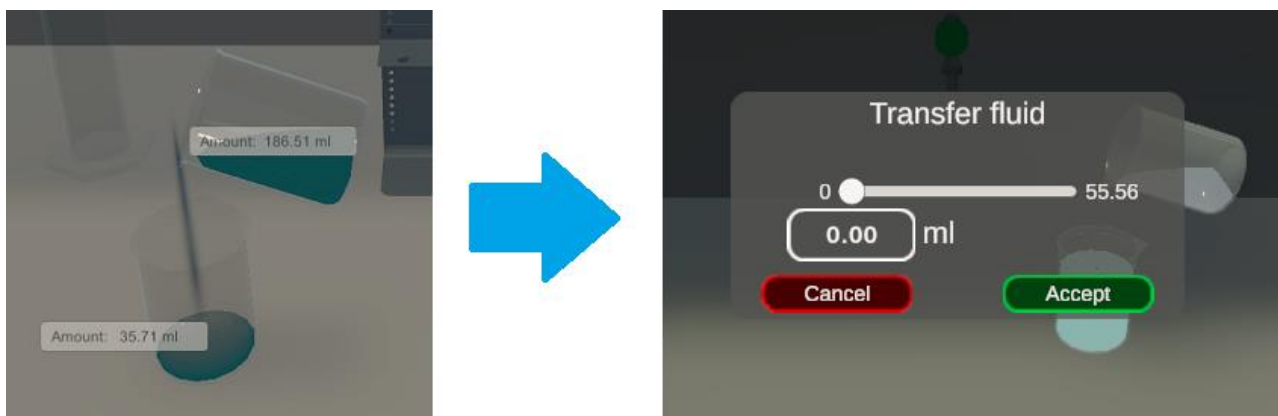 Amount: 186.51 ml
Amount: 35.71 ml
Transfer fluid
0 55.56
0.00 ml
Cancel Accept